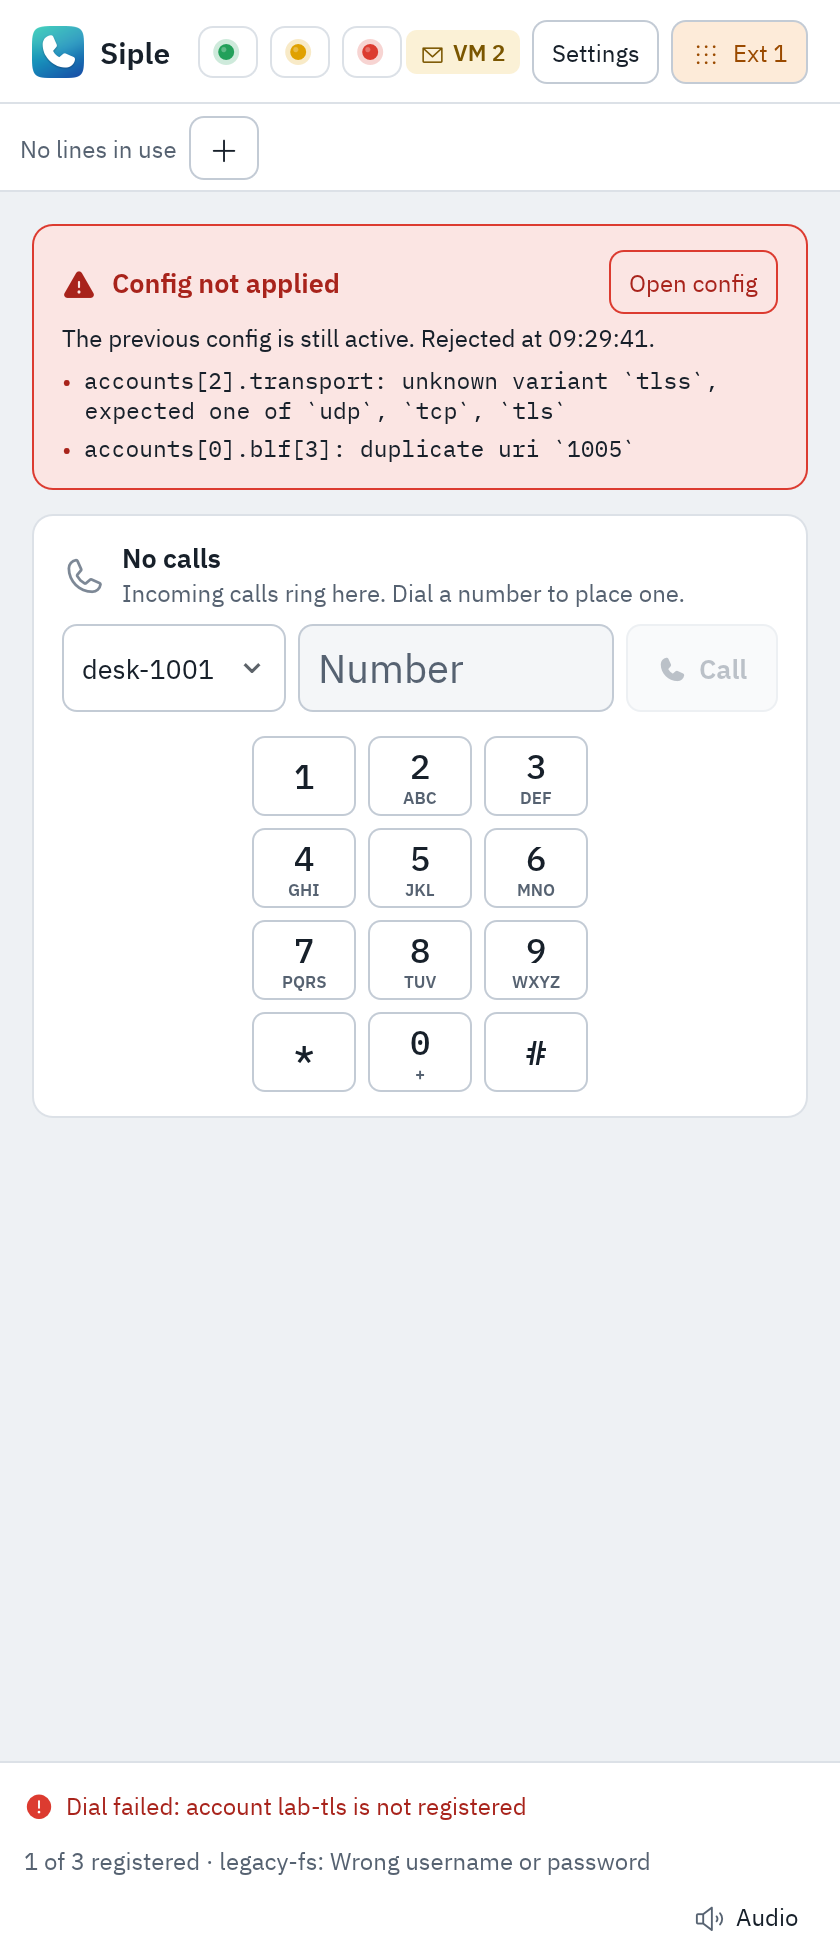 Siple
VM 2
Settings
Ext 1
No lines in use
Config not applied
Open config
The previous config is still active. Rejected at 09:29:41.
• accounts[2].transport: unknown variant `tlss`,
expected one of `udp`, `tcp`, `tls`
• accounts[0].blf[3]: duplicate uri `1005`
No calls
Incoming calls ring here. Dial a number to place one.
desk-1001
Number
Call
1
2
ABC
3
DEF
4
GHI
5
JKL
6
MNO
7
PQRS
8
TUV
9
WXYZ
*
0
+
#
Dial failed: account lab-tls is not registered
1 of 3 registered · legacy-fs: Wrong username or password
Audio